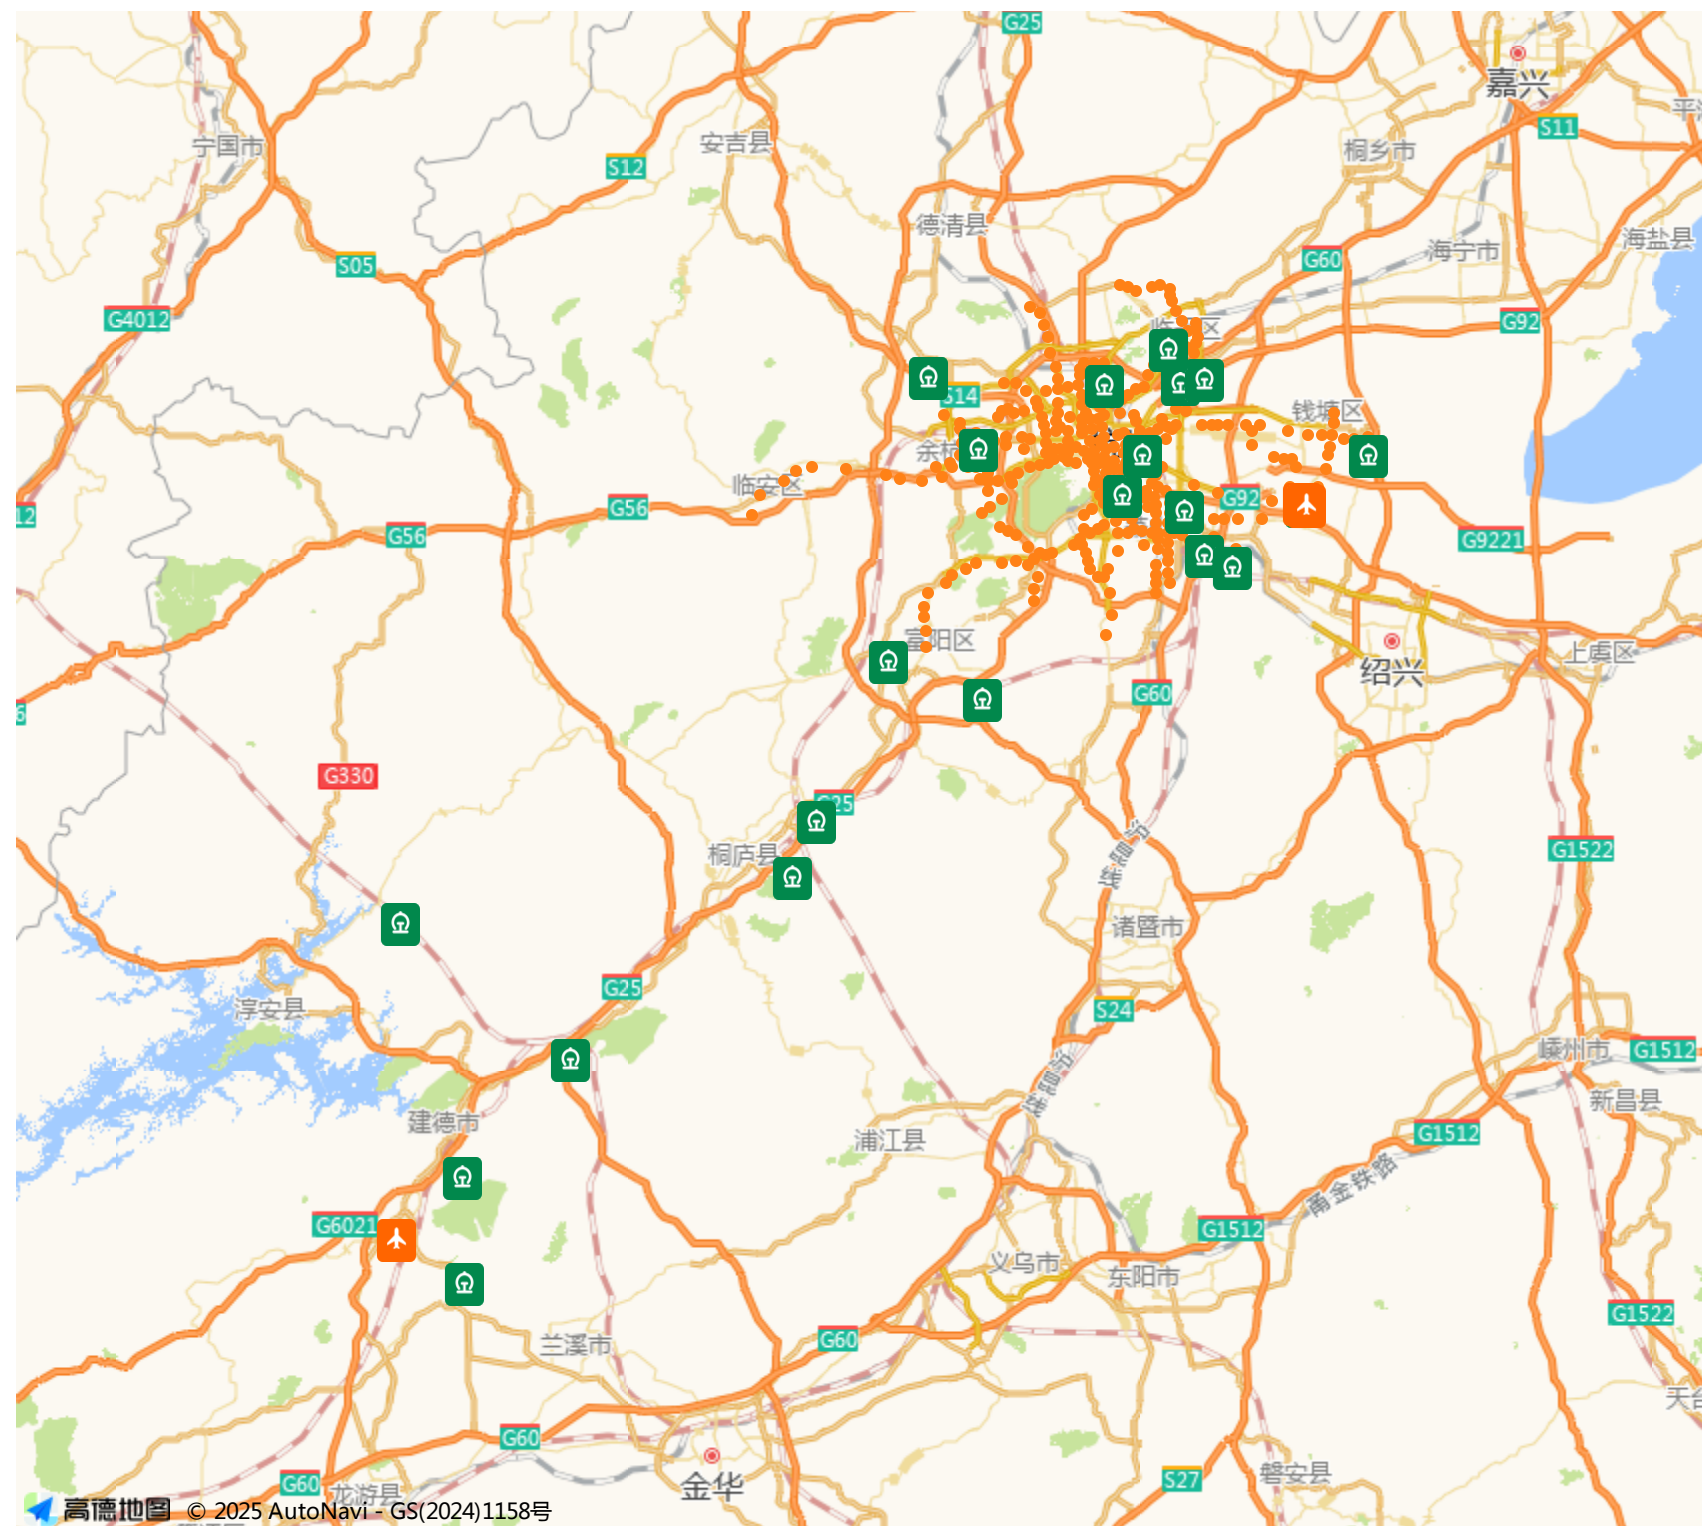 G25
嘉兴
S11
宁国市
安吉县
S12
桐乡市
德清县
海宁市
海盐县
S05
G60
G4012
G92
S14
钱塘区
临安区
G56
G92
G56
G9221
富阳区
绍兴
上虞区
G60
G330
G25
桐庐县
G1522
诸暨市
G25
淳安县
S24
嵊州市
G1512
新昌县
建德市
浦江县
G1512
甬金铁路
G6021
G1512
义乌市
东阳市
G1522
兰溪市
G60
G60
金华
磐安县
S27
G60
龙游县
高德地图 © 2025 AutoNavi - GS(2024)1158号